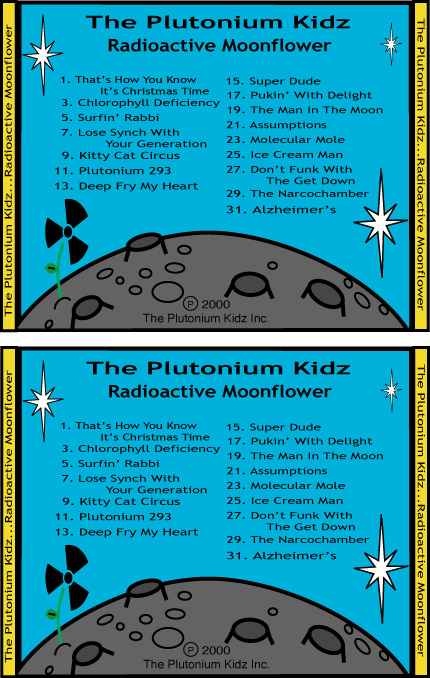 The Plutonium Kidz
Radioactive Moonflower
The Plutonium Kidz...Radioactive Moonflower
1. That's How You Know
It's Christmas Time
3. Chlorophyll Deficiency
5. Surfin' Rabbi
7. Lose Synch With
Your Generation
9. Kitty Cat Circus
11. Plutonium 293
13. Deep Fry My Heart
15. Super Dude
17. Pukin' With Delight
19. The Man In The Moon
21. Assumptions
23. Molecular Mole
25. Ice Cream Man
27. Don't Funk With
The Get Down
29. The Narcochamber
31. Alzheimer's
The Plutonium Kidz...Radioactive Moonflower
℗ 2000
The Plutonium Kidz Inc.
The Plutonium Kidz
Radioactive Moonflower
The Plutonium Kidz...Radioactive Moonflower
1. That's How You Know
It's Christmas Time
3. Chlorophyll Deficiency
5. Surfin' Rabbi
7. Lose Synch With
Your Generation
9. Kitty Cat Circus
11. Plutonium 293
13. Deep Fry My Heart
15. Super Dude
17. Pukin' With Delight
19. The Man In The Moon
21. Assumptions
23. Molecular Mole
25. Ice Cream Man
27. Don't Funk With
The Get Down
29. The Narcochamber
31. Alzheimer's
The Plutonium Kidz...Radioactive Moonflower
℗ 2000
The Plutonium Kidz Inc.